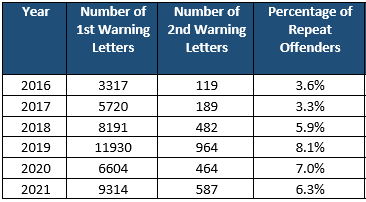 Year Number of 1st Warning Letters Number of 2nd Warning Letters Percentage of Repeat Offenders
2016 3317 119 3.6%
2017 5720 189 3.3%
2018 8191 482 5.9%
2019 11930 964 8.1%
2020 6604 464 7.0%
2021 9314 587 6.3%